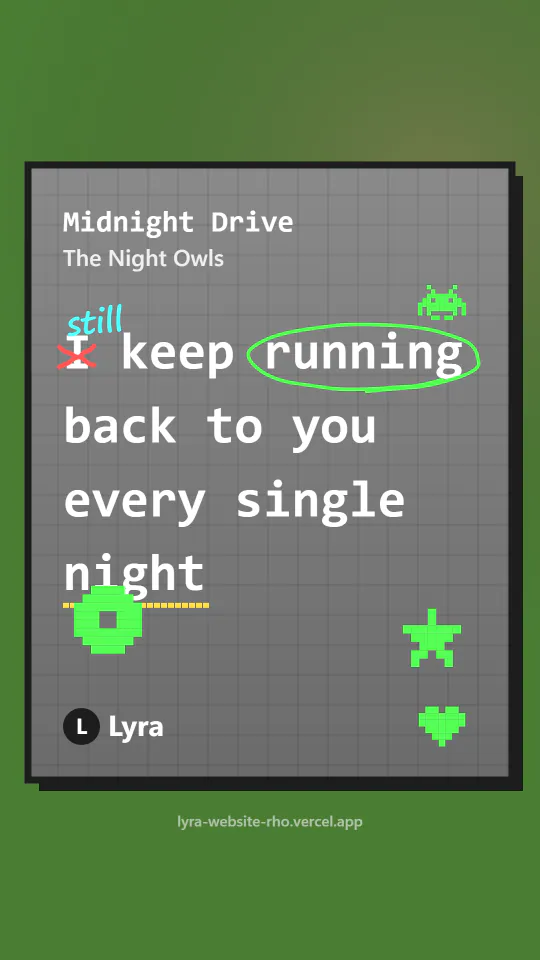 Midnight Drive
The Night Owls
still
I keep running
back to you
every single
night
L Lyra
lyra-website-rho.vercel.app